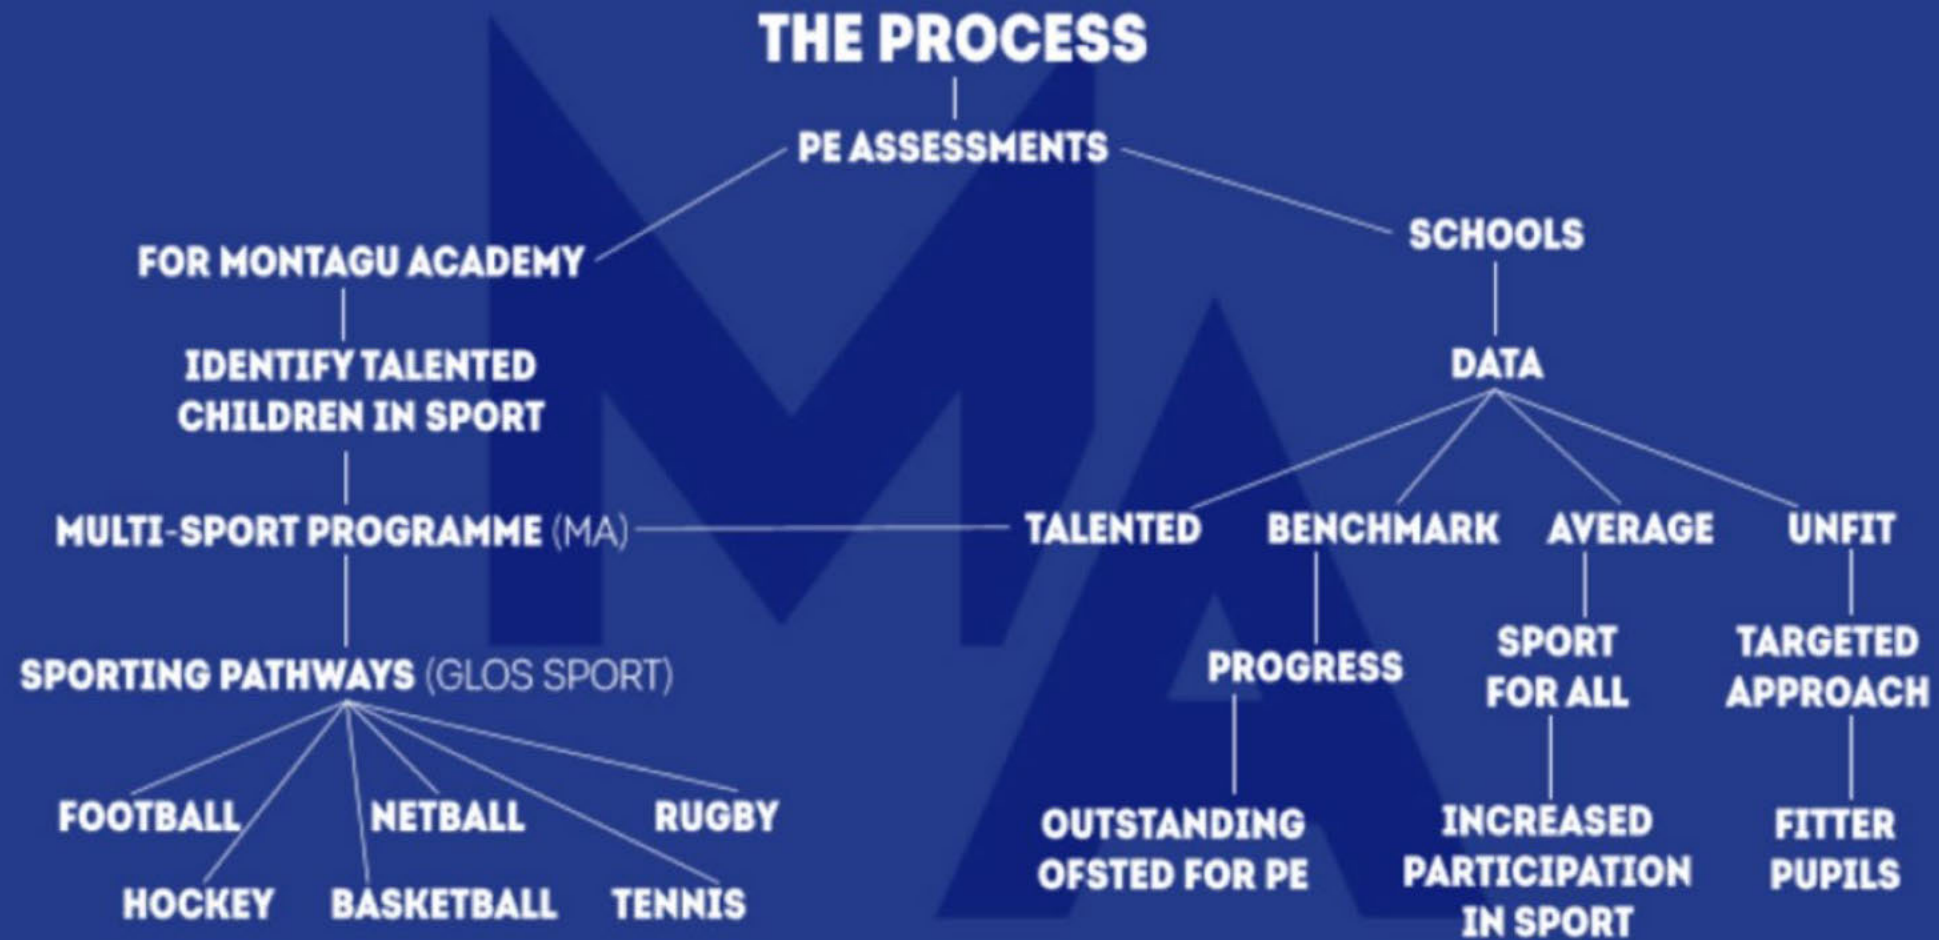 THE PROCESS
PE ASSESSMENTS
FOR MONTAGU ACADEMY
SCHOOLS
IDENTIFY TALENTED
CHILDREN IN SPORT
DATA
MULTI-SPORT PROGRAMME (MA)
TALENTED
BENCHMARK
AVERAGE
UNFIT
SPORTING PATHWAYS (GLOS SPORT)
PROGRESS
SPORT
FOR ALL
TARGETED
APPROACH
FOOTBALL
NETBALL
RUGBY
HOCKEY
BASKETBALL
TENNIS
OUTSTANDING
OFSTED FOR PE
INCREASED
PARTICIPATION
IN SPORT
FITTER
PUPILS
MA